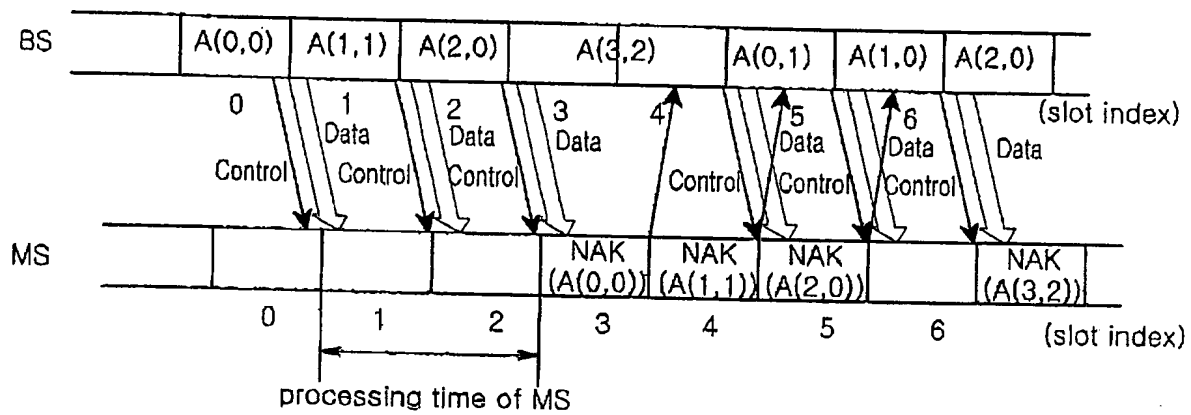 BS A(0,0) A(1,1) A(2,0) A(3,2) A(0,1) A(1,0) A(2,0)
0 1 2 3 4 5 6 (slot index)
Data Data Data Data Data Data
Control Control Control Control Control Control
MS NAK NAK NAK NAK
(A(0,0)) (A(1,1)) (A(2,0)) (A(3,2))
0 1 2 3 4 5 6 (slot index)
processing time of MS